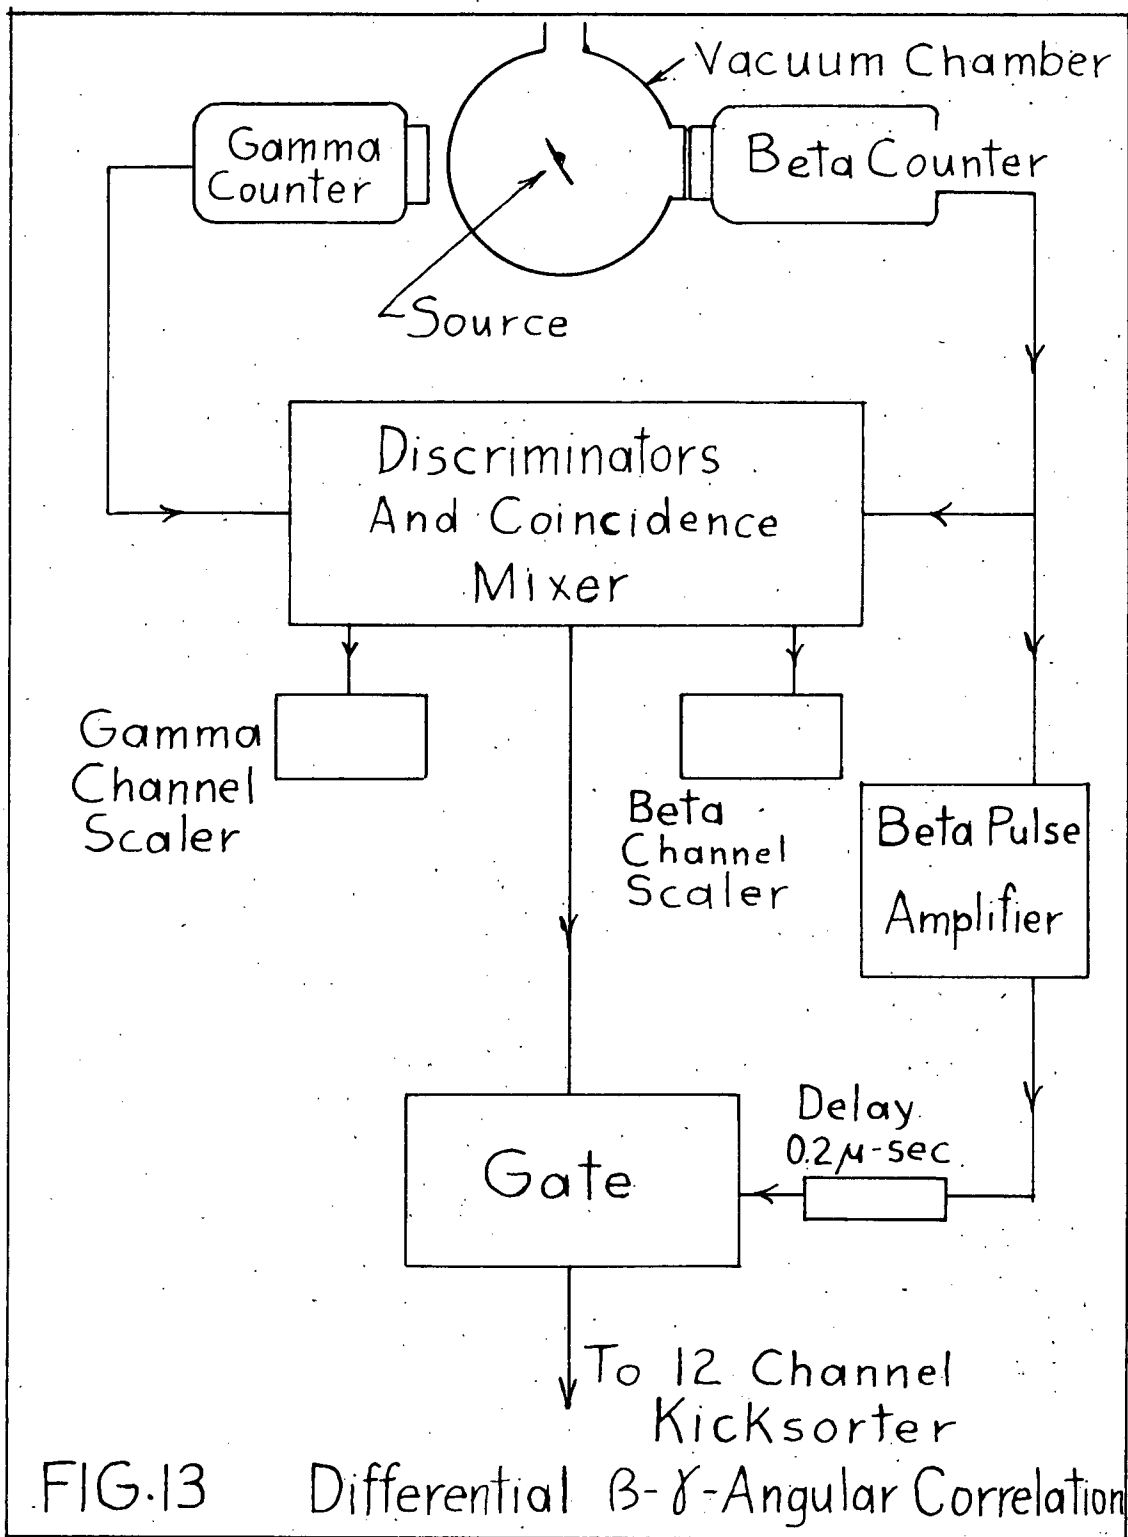 Vacuum Chamber
Gamma
Counter
Beta Counter
Source
Discriminators
And Coincidence
Mixer
Gamma
Channel
Scaler
Beta
Channel
Scaler
Beta Pulse
Amplifier
Delay
0.2μ-sec.
Gate
To 12 Channel
Kicksorter
FIG.13 Differential β-γ-Angular Correlation